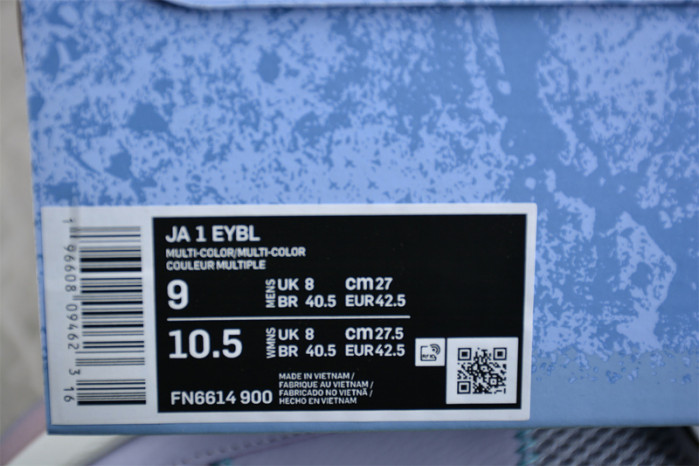 JA 1 EYBL
MULTI-COLOR/MULTI-COLOR
COULEUR MULTIPLE
9 MENS UK 8 CM 27
BR 40.5 EUR 42.5
10.5 WMNS UK 8 CM 27.5
BR 40.5 EUR 42.5
FN6614 900
MADE IN VIETNAM /
FABRIQUE AU VIETNAM /
FABRICADO NO VIETNÃ /
HECHO EN VIETNAM
1 96608 09462 3 16